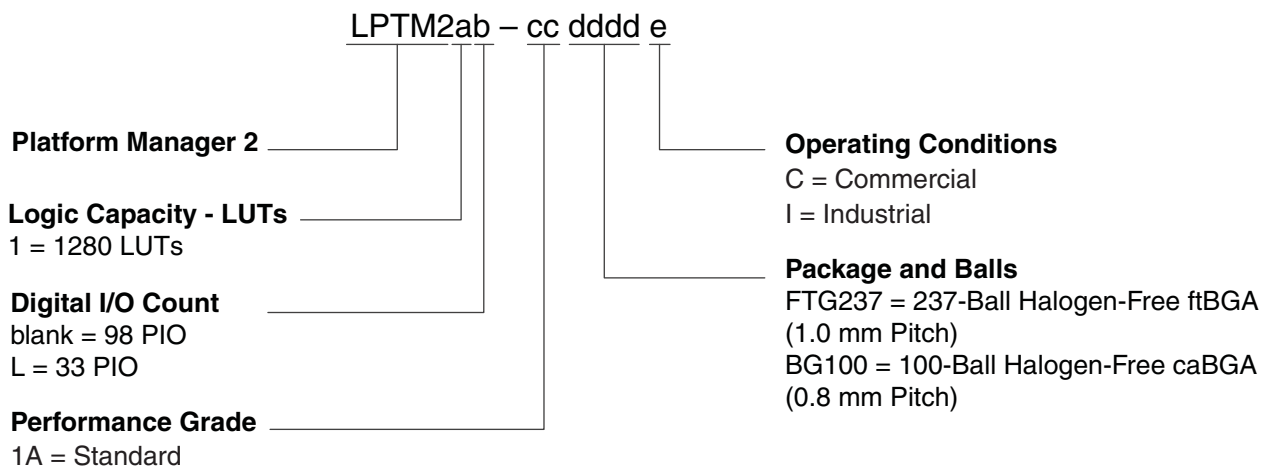 LPTM2ab – cc dddd e
Platform Manager 2
Logic Capacity - LUTs
1 = 1280 LUTs
Digital I/O Count
blank = 98 PIO
L = 33 PIO
Performance Grade
1A = Standard
Operating Conditions
C = Commercial
I = Industrial
Package and Balls
FTG237 = 237-Ball Halogen-Free ftBGA
(1.0 mm Pitch)
BG100 = 100-Ball Halogen-Free caBGA
(0.8 mm Pitch)